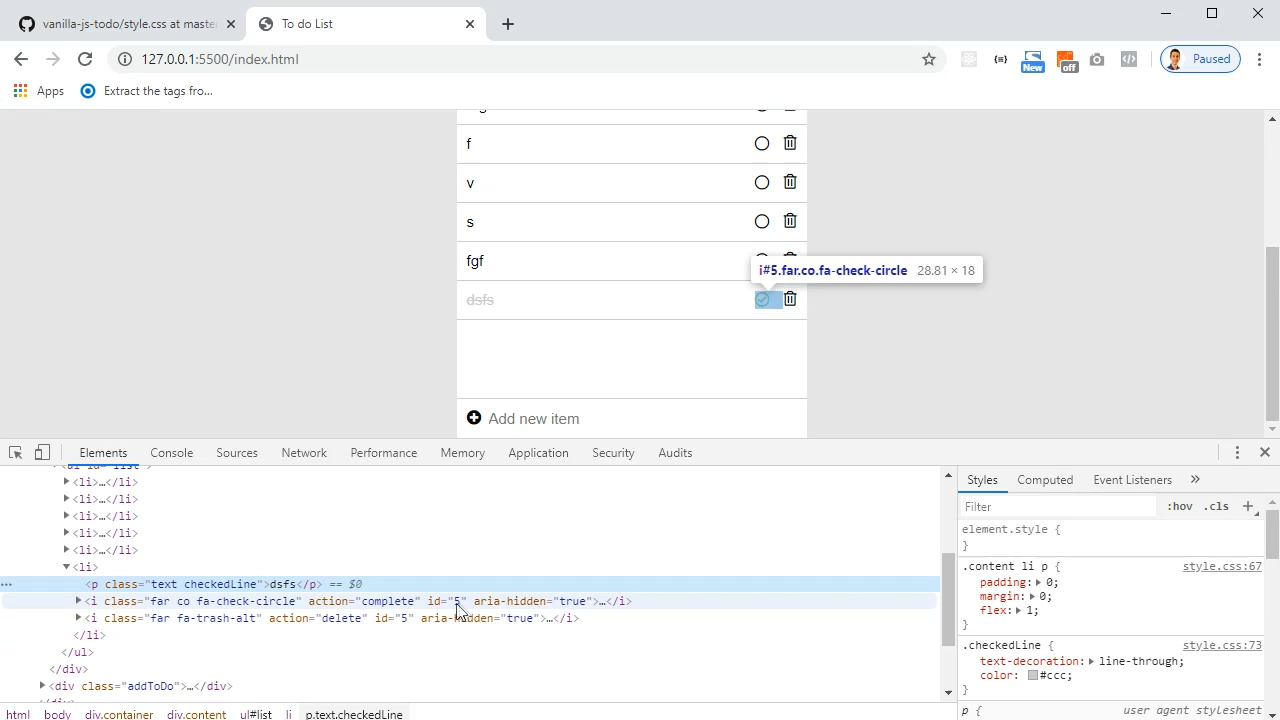 vanilla-js-todo/style.css at maste
To do List
127.0.0.1:5500/index.html
New
off
Paused
Apps
Extract the tags fro...
f
v
s
fgf
i#5.far.co.fa-check-circle 28.81 × 18
dsfs
Add new item
Elements Console Sources Network Performance Memory Application Security Audits
<li>…</li>
<li>…</li>
<li>…</li>
<li>…</li>
<li>…</li>
<li>
<p class="text checkedLine">dsfs</p> == $0
<i class="far co fa-check-circle" action="complete" id="5" aria-hidden="true">…</i>
<i class="far fa-trash-alt" action="delete" id="5" aria-hidden="true">…</i>
</li>
</ul>
</div>
<div class="addToDo">…</div>
html body div.container div.content ul#list li p.text.checkedLine
Styles Computed Event Listeners »
Filter :hov .cls +
element.style {
}
.content li p { style.css:67
padding: 0;
margin: 0;
flex: 1;
}
.checkedLine { style.css:73
text-decoration: line-through;
color: #ccc;
}
p { user agent stylesheet